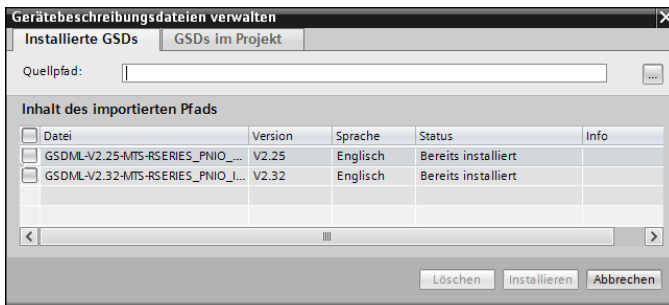 Gerätebeschreibungsdateien verwalten
Installierte GSDs GSDs im Projekt
Quellpfad: ...
Inhalt des importierten Pfads
Datei Version Sprache Status Info
GSDML-V2.25-MTS-RSERIES_PNIO_... V2.25 Englisch Bereits installiert
GSDML-V2.32-MTS-RSERIES_PNIO_I... V2.32 Englisch Bereits installiert
Löschen Installieren Abbrechen